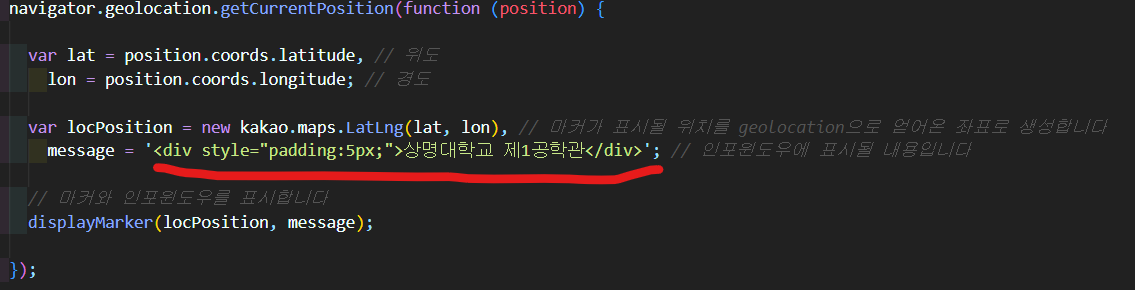 navigator.geolocation.getCurrentPosition(function (position) {
var lat = position.coords.latitude, // 위도
lon = position.coords.longitude; // 경도
var locPosition = new kakao.maps.LatLng(lat, lon), // 마커가 표시될 위치를 geolocation으로 얻어온 좌표로 생성합니다
message = '<div style="padding:5px;">상명대학교 제1공학관</div>'; // 인포윈도우에 표시될 내용입니다
// 마커와 인포윈도우를 표시합니다
displayMarker(locPosition, message);
});